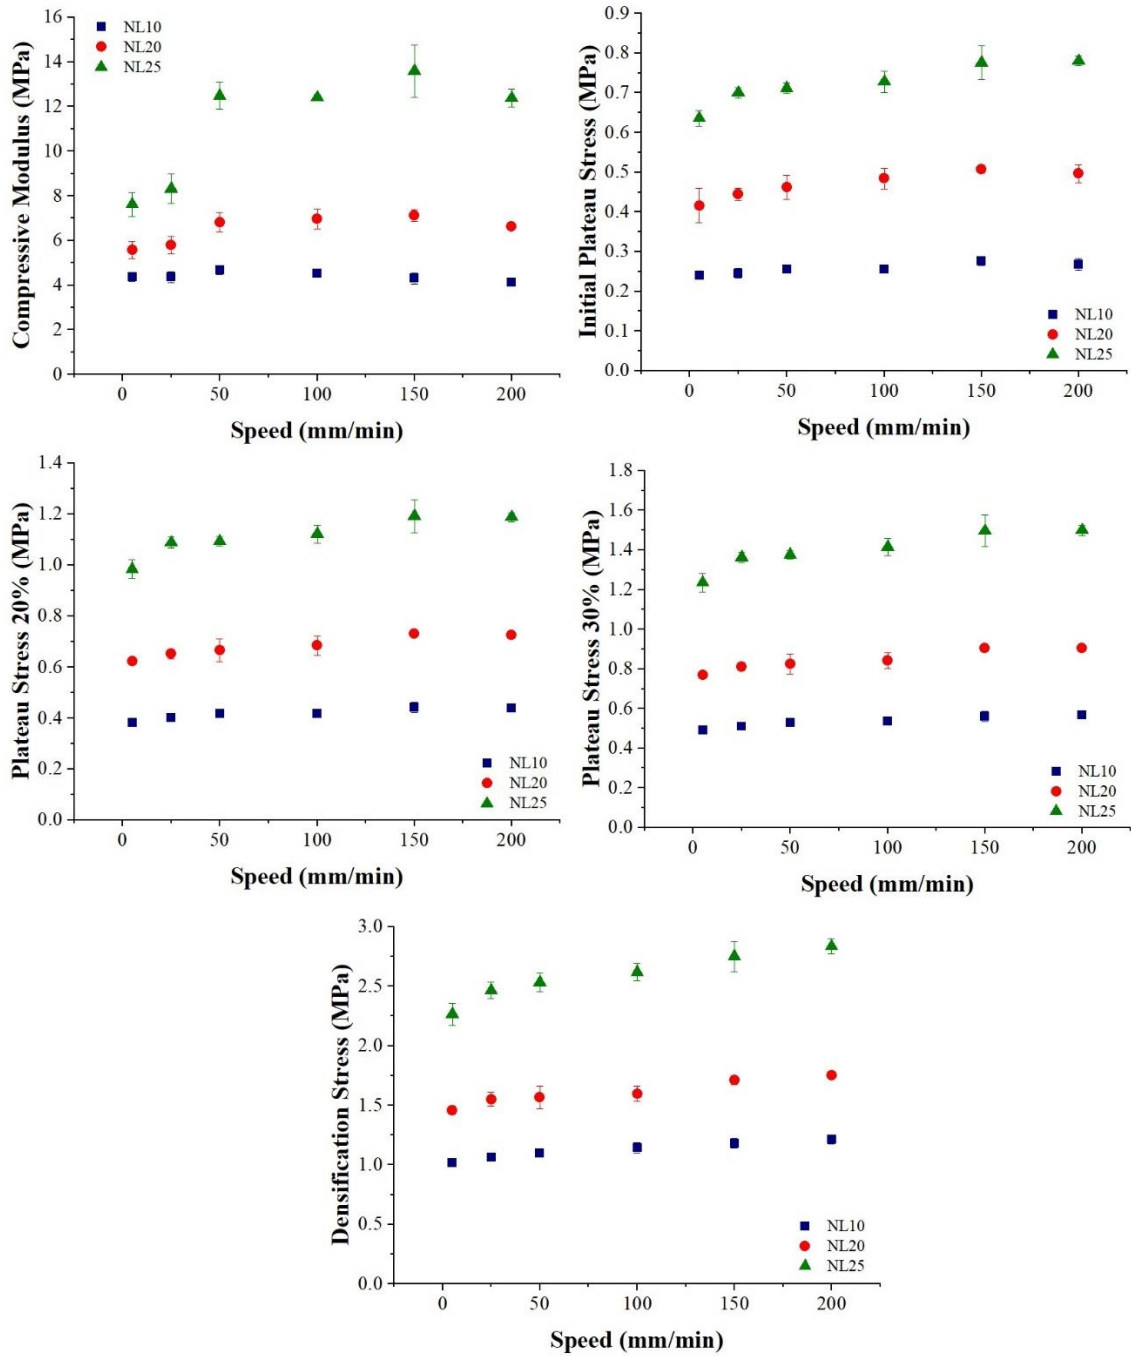 Compressive Modulus (MPa)
16
14
12
10
8
6
4
2
0
NL10
NL20
NL25
0 50 100 150 200
Speed (mm/min)
Initial Plateau Stress (MPa)
0.9
0.8
0.7
0.6
0.5
0.4
0.3
0.2
0.1
0.0
NL10
NL20
NL25
0 50 100 150 200
Speed (mm/min)
Plateau Stress 20% (MPa)
1.4
1.2
1.0
0.8
0.6
0.4
0.2
0.0
NL10
NL20
NL25
0 50 100 150 200
Speed (mm/min)
Plateau Stress 30% (MPa)
1.8
1.6
1.4
1.2
1.0
0.8
0.6
0.4
0.2
0.0
NL10
NL20
NL25
0 50 100 150 200
Speed (mm/min)
Densification Stress (MPa)
3.0
2.5
2.0
1.5
1.0
0.5
0.0
NL10
NL20
NL25
0 50 100 150 200
Speed (mm/min)